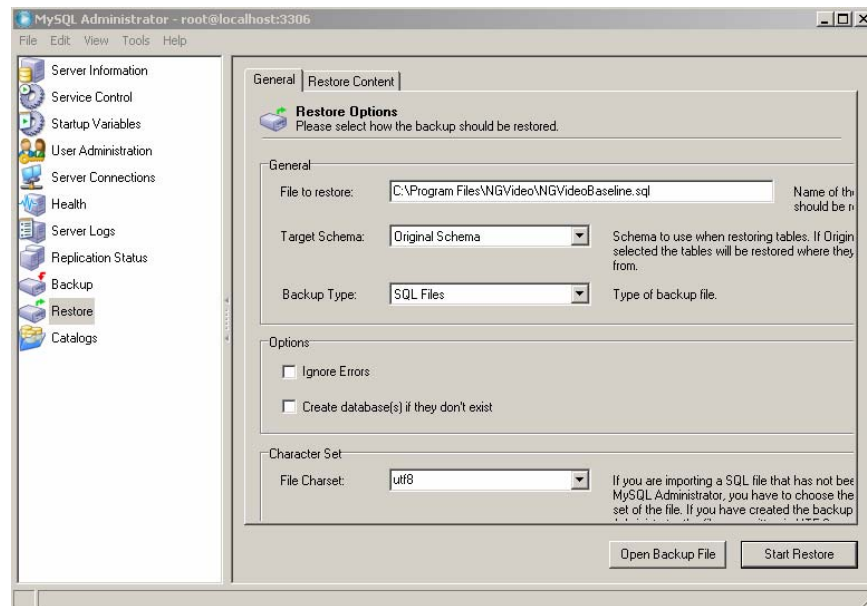 MySQL Administrator - root@localhost:3306
File Edit View Tools Help
Server Information
Service Control
Startup Variables
User Administration
Server Connections
Health
Server Logs
Replication Status
Backup
Restore
Catalogs
General Restore Content
Restore Options
Please select how the backup should be restored.
General
File to restore: C:\Program Files\NGVideo\NGVideoBaseline.sql Name of the
should be
Target Schema: Original Schema Schema to use when restoring tables. If Origin
selected the tables will be restored where they
from.
Backup Type: SQL Files Type of backup file.
Options
Ignore Errors
Create database(s) if they don't exist
Character Set
File Charset: utf8 If you are importing a SQL file that has not bee
MySQL Administrator, you have to choose the
set of the file. If you have created the backup
Open Backup File Start Restore